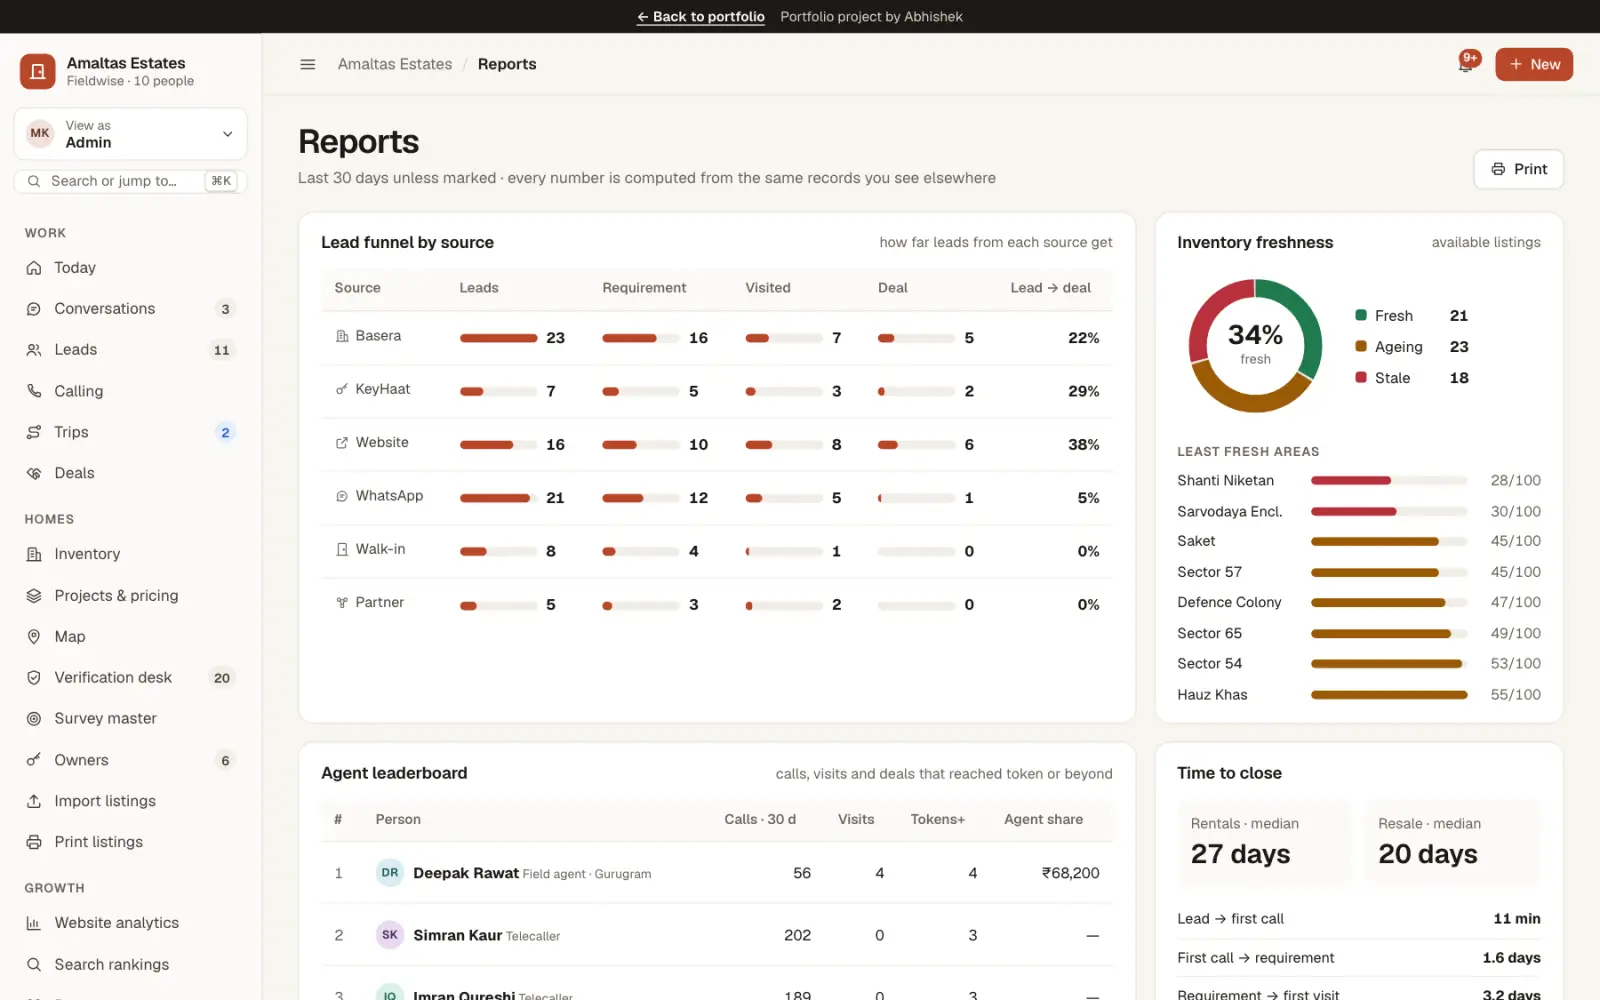 ← Back to portfolio Portfolio project by Abhishek
Amaltas Estates
Fieldwise · 10 people
MK
View as
Admin
Search or jump to...
⌘K
WORK
Today
Conversations 3
Leads 11
Calling
Trips 2
Deals
HOMES
Inventory
Projects & pricing
Map
Verification desk 20
Survey master
Owners 6
Import listings
Print listings
GROWTH
Website analytics
Search rankings
Amaltas Estates / Reports
9+
+ New
Reports
Last 30 days unless marked · every number is computed from the same records you see elsewhere
Print
Lead funnel by source how far leads from each source get
Source Leads Requirement Visited Deal Lead → deal
Basera 23 16 7 5 22%
KeyHaat 7 5 3 2 29%
Website 16 10 8 6 38%
WhatsApp 21 12 5 1 5%
Walk-in 8 4 1 0 0%
Partner 5 3 2 0 0%
Inventory freshness available listings
34%
fresh
Fresh 21
Ageing 23
Stale 18
LEAST FRESH AREAS
Shanti Niketan 28/100
Sarvodaya Encl. 30/100
Saket 45/100
Sector 57 45/100
Defence Colony 47/100
Sector 65 49/100
Sector 54 53/100
Hauz Khas 55/100
Agent leaderboard calls, visits and deals that reached token or beyond
# Person Calls · 30 d Visits Tokens+ Agent share
1 DR Deepak Rawat Field agent · Gurugram 56 4 4 ₹68,200
2 SK Simran Kaur Telecaller 202 0 3 —
3 IQ Imran Qureshi Telecaller 189 0 3 —
Time to close
Rentals · median
27 days
Resale · median
20 days
Lead → first call 11 min
First call → requirement 1.6 days
Requirement → first visit 3.2 days